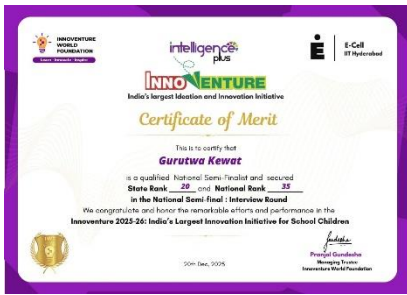 INNOVENTURE
WORLD
FOUNDATION
intelligence
plus
E-Cell
IIT Hyderabad
INNOVENTURE
India's largest Ideation and Innovation Initiative
Certificate of Merit
This is to certify that
Gurutwa Kewat
is a qualified National Semi-Finalist and secured
State Rank 20 and National Rank 35
in the National Semi-final : Interview Round
We congratulate and honor the remarkable efforts and performance in the
Innoventure 2025-26: India's Largest Innovation Initiative for School Children
20th Dec, 2025
Pranjal Gundesha
Managing Trustee
Innoventure World Foundation